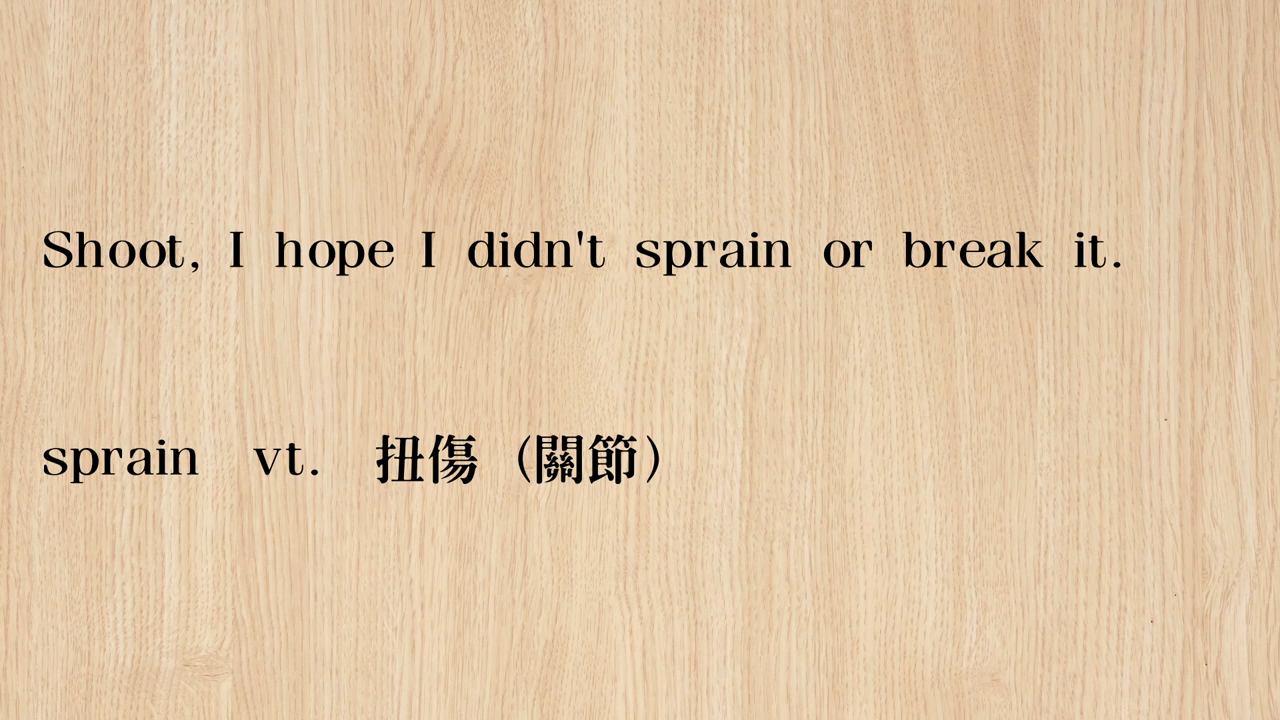 Shoot, I hope I didn't sprain or break it.
sprain vt. 扭傷（關節）